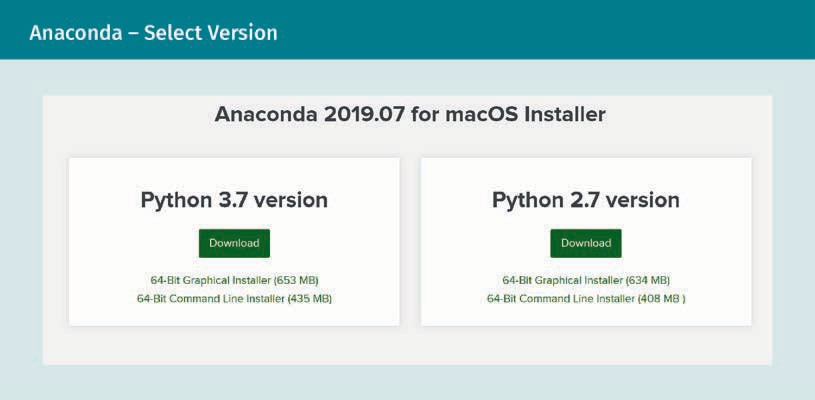 Anaconda – Select Version
Anaconda 2019.07 for macOS Installer
Python 3.7 version
Download
64-Bit Graphical Installer (653 MB)
64-Bit Command Line Installer (435 MB)
Python 2.7 version
Download
64-Bit Graphical Installer (634 MB)
64-Bit Command Line Installer (408 MB )